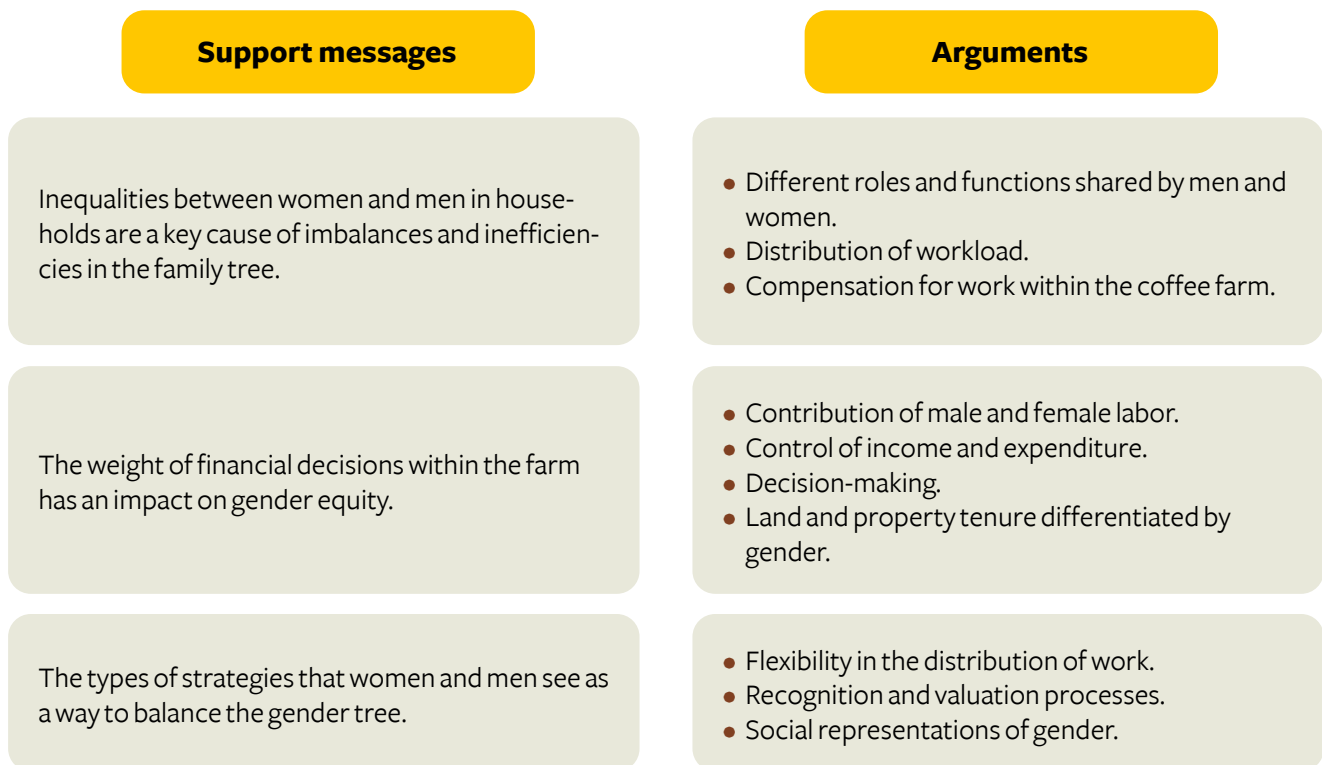 Support messages
Arguments
Inequalities between women and men in house-
holds are a key cause of imbalances and inefficien-
cies in the family tree.
• Different roles and functions shared by men and
women.
• Distribution of workload.
• Compensation for work within the coffee farm.
The weight of financial decisions within the farm
has an impact on gender equity.
• Contribution of male and female labor.
• Control of income and expenditure.
• Decision-making.
• Land and property tenure differentiated by
gender.
The types of strategies that women and men see as
a way to balance the gender tree.
• Flexibility in the distribution of work.
• Recognition and valuation processes.
• Social representations of gender.